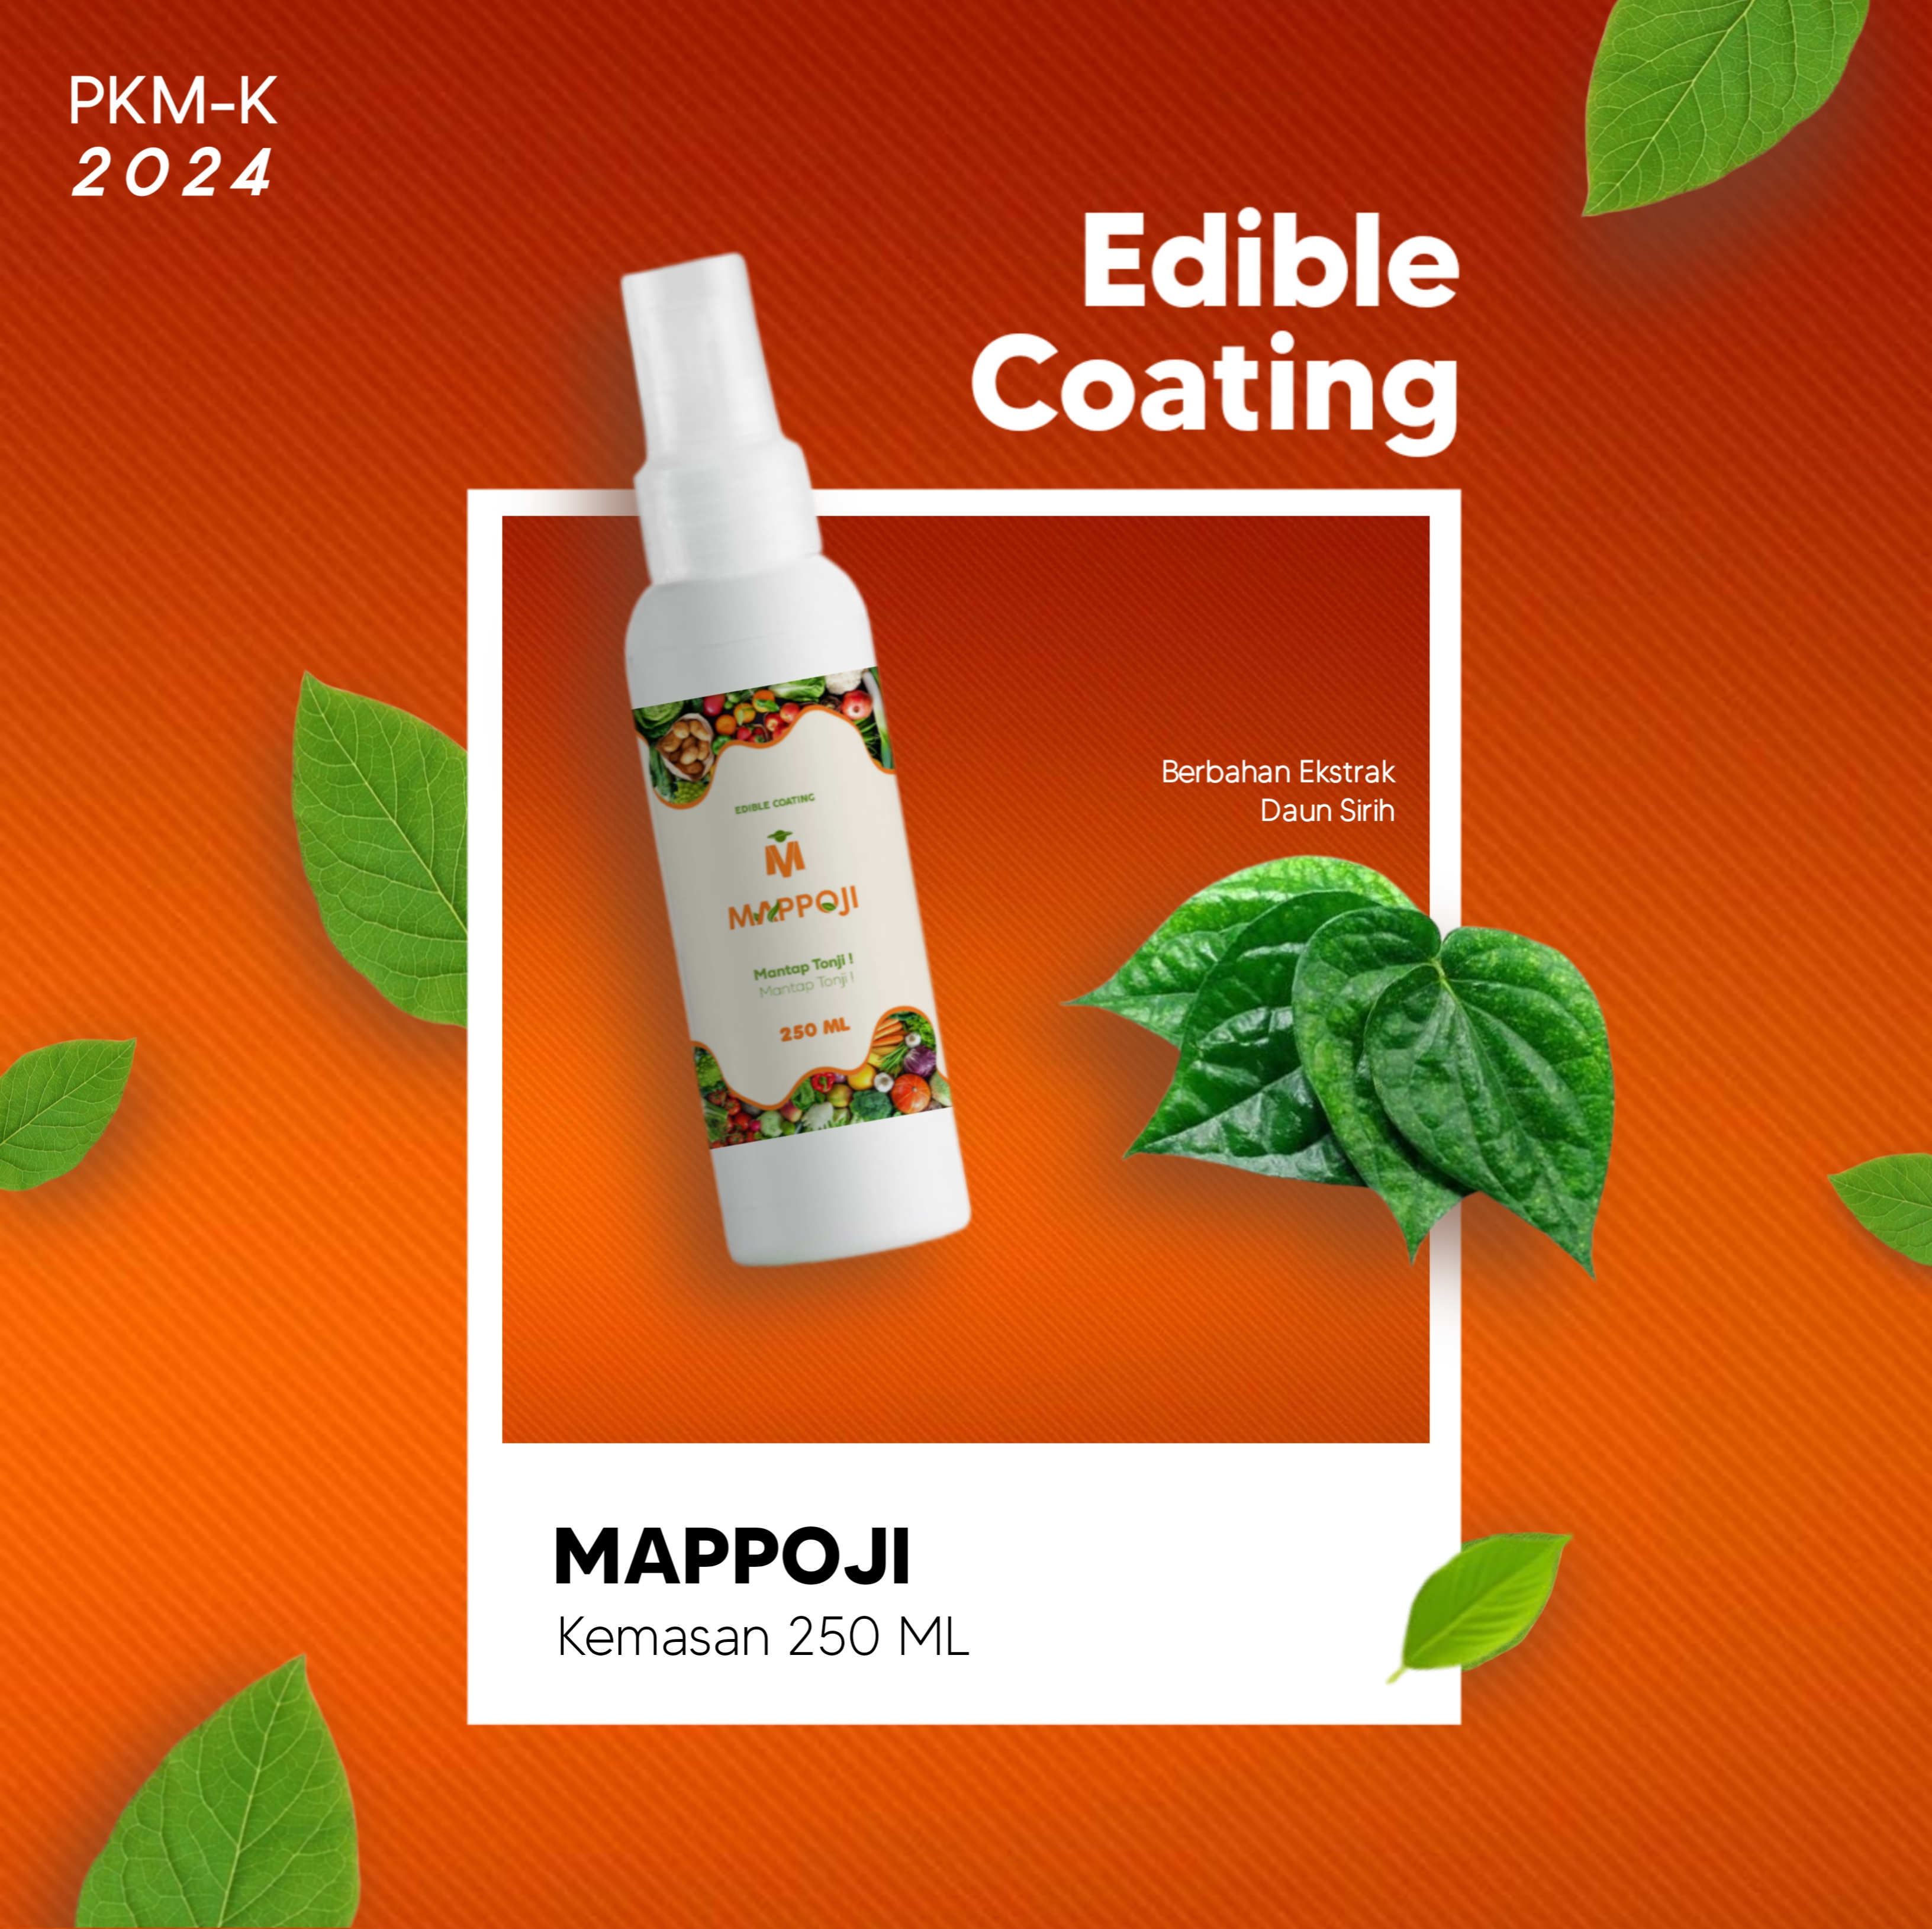 PKM-K
2024
Edible
Coating
Berbahan Ekstrak
Daun Sirih
EDIBLE COATING
M
MAPPOJI
Mantap Tonji !
Mantap Tonji !
250 ML
MAPPOJI
Kemasan 250 ML